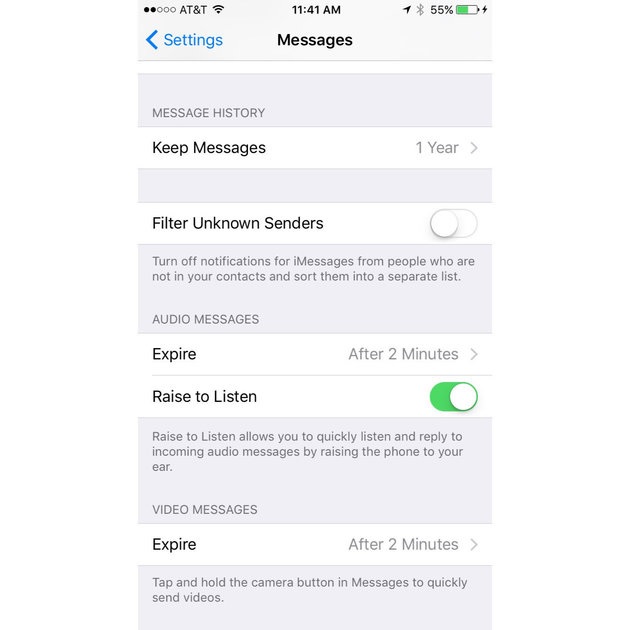 AT&T 11:41 AM 55%
Settings Messages
MESSAGE HISTORY
Keep Messages 1 Year
Filter Unknown Senders
Turn off notifications for iMessages from people who are
not in your contacts and sort them into a separate list.
AUDIO MESSAGES
Expire After 2 Minutes
Raise to Listen
Raise to Listen allows you to quickly listen and reply to
incoming audio messages by raising the phone to your
ear.
VIDEO MESSAGES
Expire After 2 Minutes
Tap and hold the camera button in Messages to quickly
send videos.